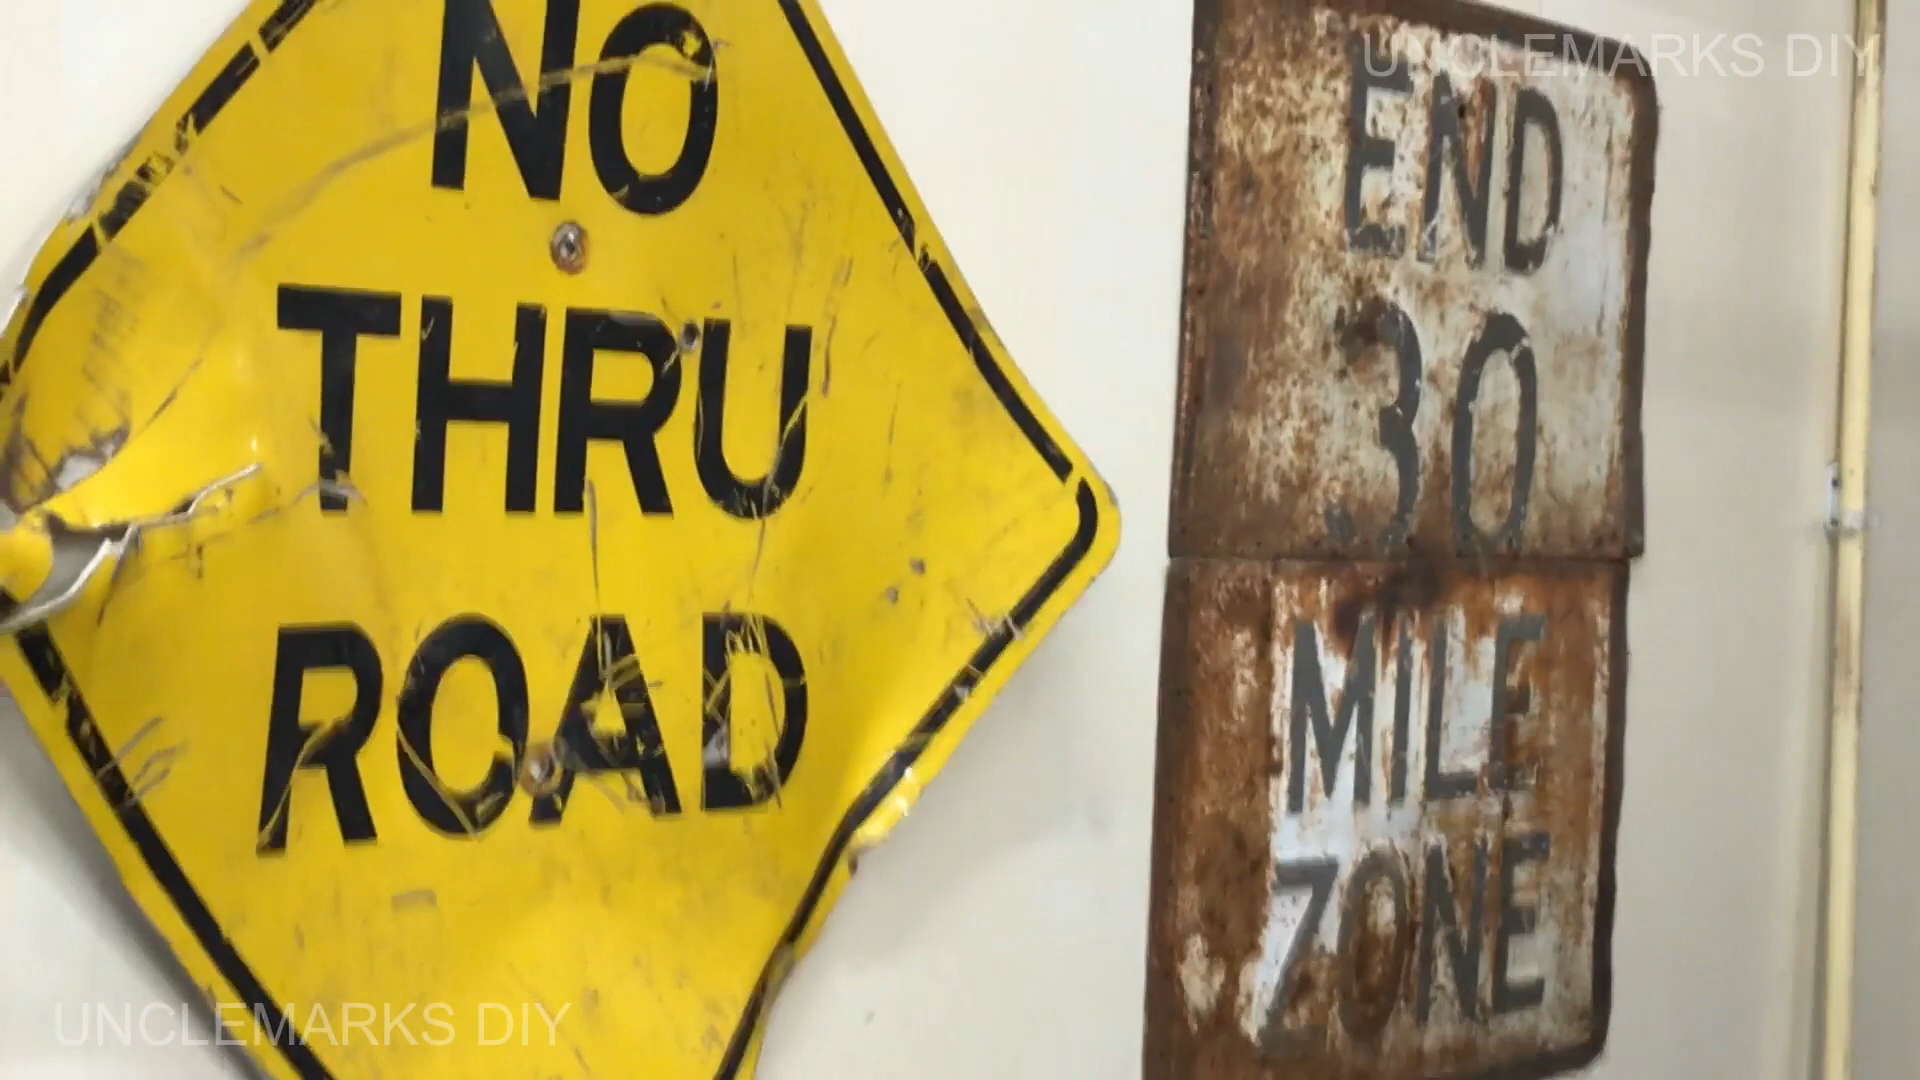 NO
THRU
ROAD
END
30
MILE
ZONE
UNCLEMARKS DIY
UNCLEMARKS DIY